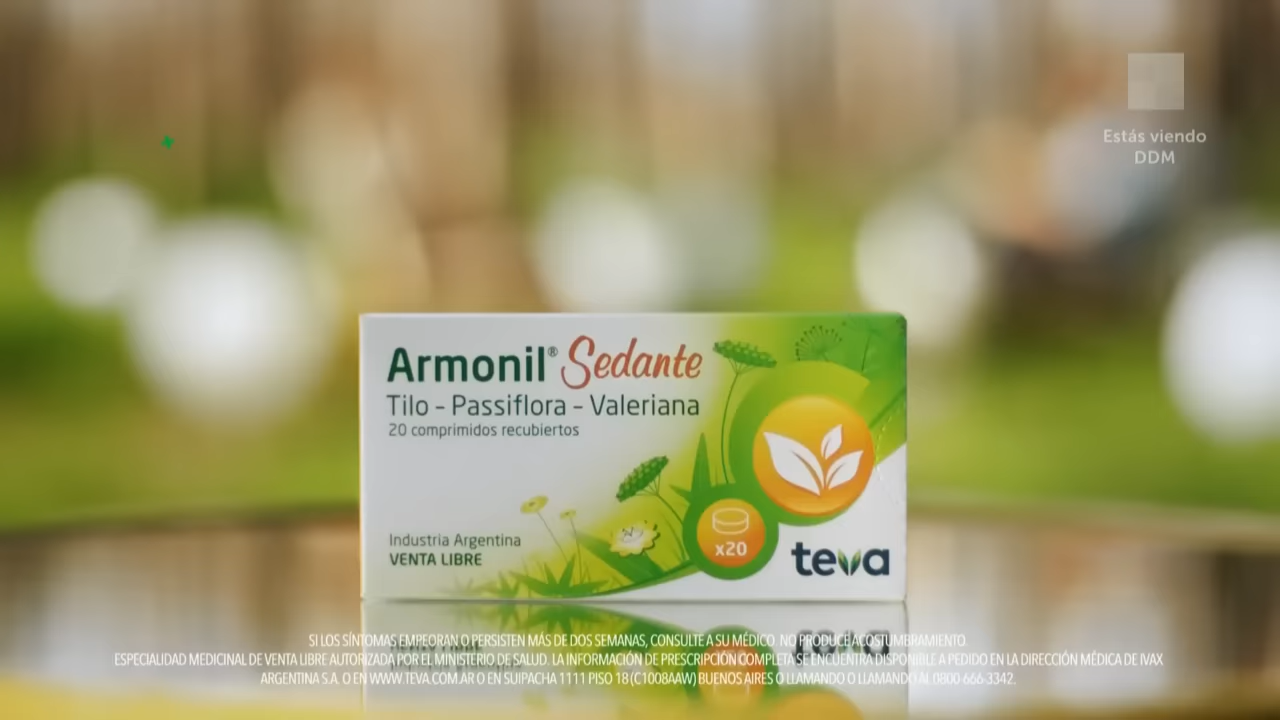 Estás viendo
DDM
Armonil® Sedante
Tilo - Passiflora - Valeriana
20 comprimidos recubiertos
Industria Argentina
VENTA LIBRE
x20
teva
SI LOS SÍNTOMAS EMPEORAN O PERSISTEN MÁS DE DOS SEMANAS, CONSULTE A SU MÉDICO. NO PRODUCE ACOSTUMBRAMIENTO.
ESPECIALIDAD MEDICINAL DE VENTA LIBRE AUTORIZADA POR EL MINISTERIO DE SALUD. LA INFORMACIÓN DE PRESCRIPCIÓN COMPLETA SE ENCUENTRA DISPONIBLE A PEDIDO EN LA DIRECCIÓN MÉDICA DE IVAX
ARGENTINA S.A. O EN WWW.TEVA.COM.AR O EN SUIPACHA 1111 PISO 18 (C1008AAW) BUENOS AIRES O LLAMANDO O LLAMANDO AL 0800-666-3342.